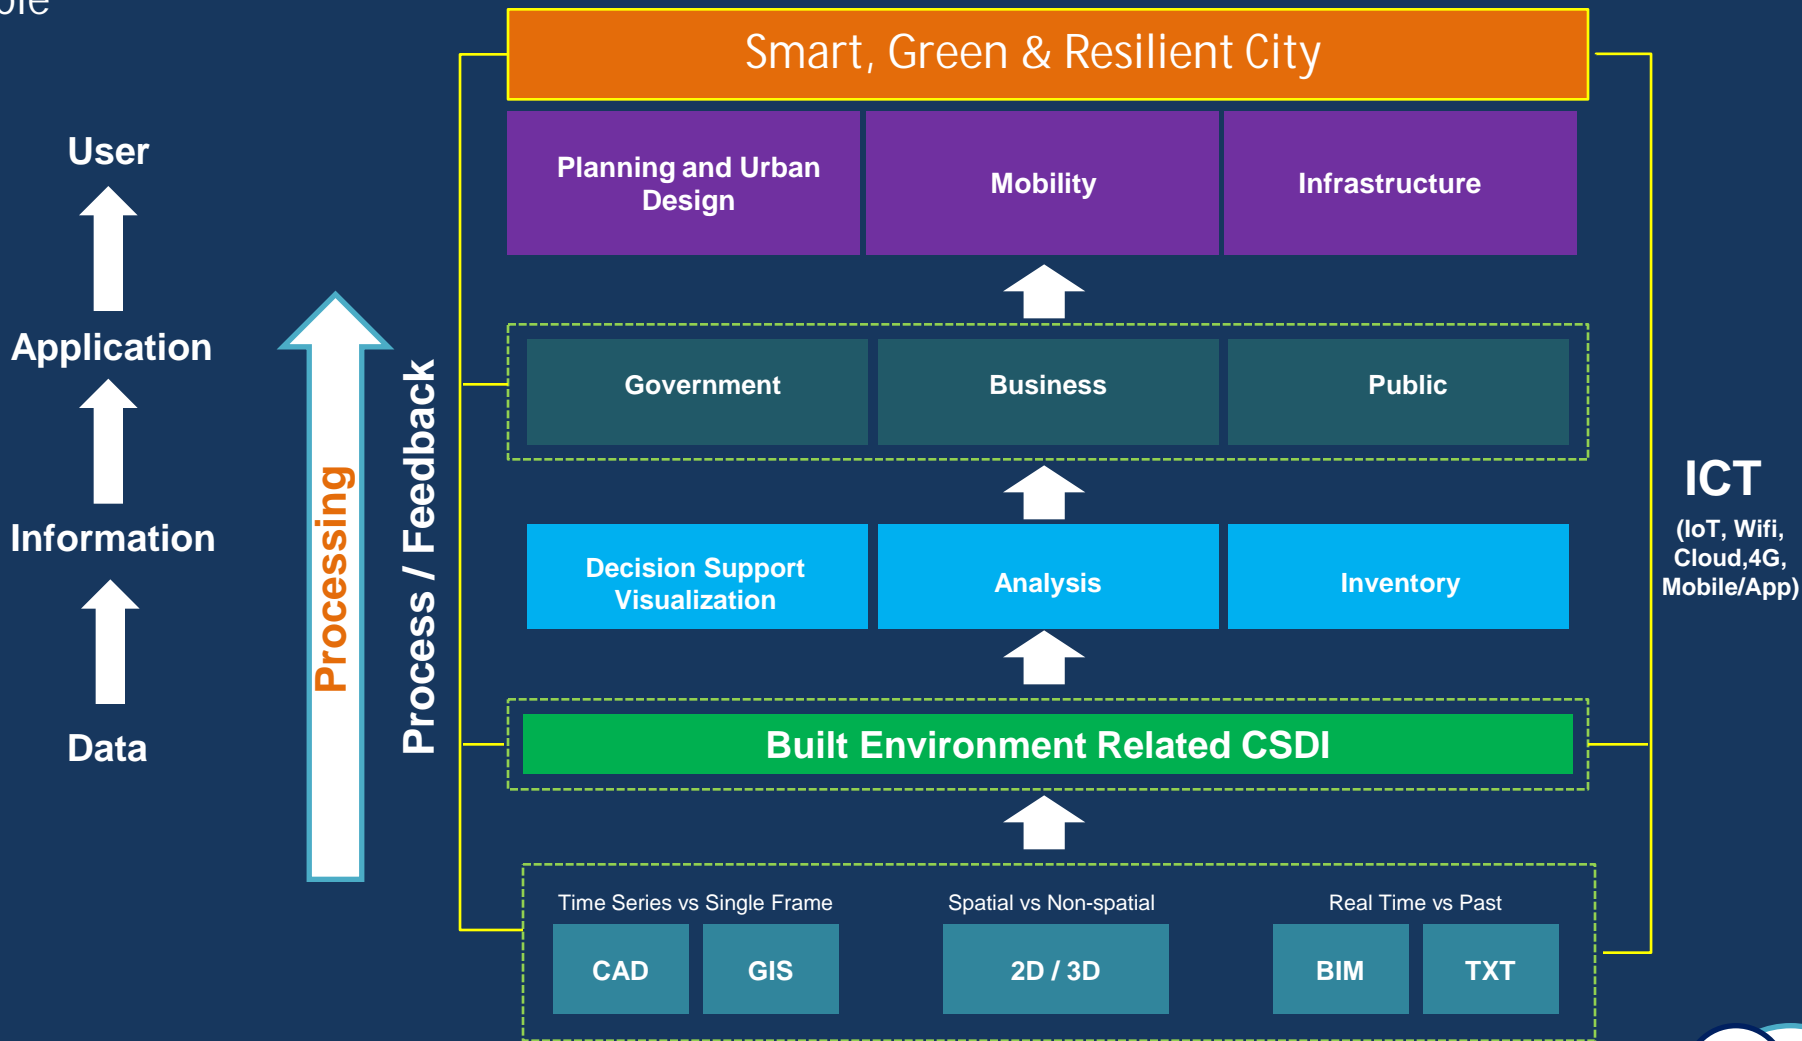 Smart, Green & Resilient City
User
Application
Information
Data
Processing
Process / Feedback
Planning and Urban
Design
Mobility
Infrastructure
Government
Business
Public
Decision Support
Visualization
Analysis
Inventory
Built Environment Related CSDI
Time Series vs Single Frame
Spatial vs Non-spatial
Real Time vs Past
CAD
GIS
2D / 3D
BIM
TXT
ICT
(IoT, Wifi,
Cloud,4G,
Mobile/App)